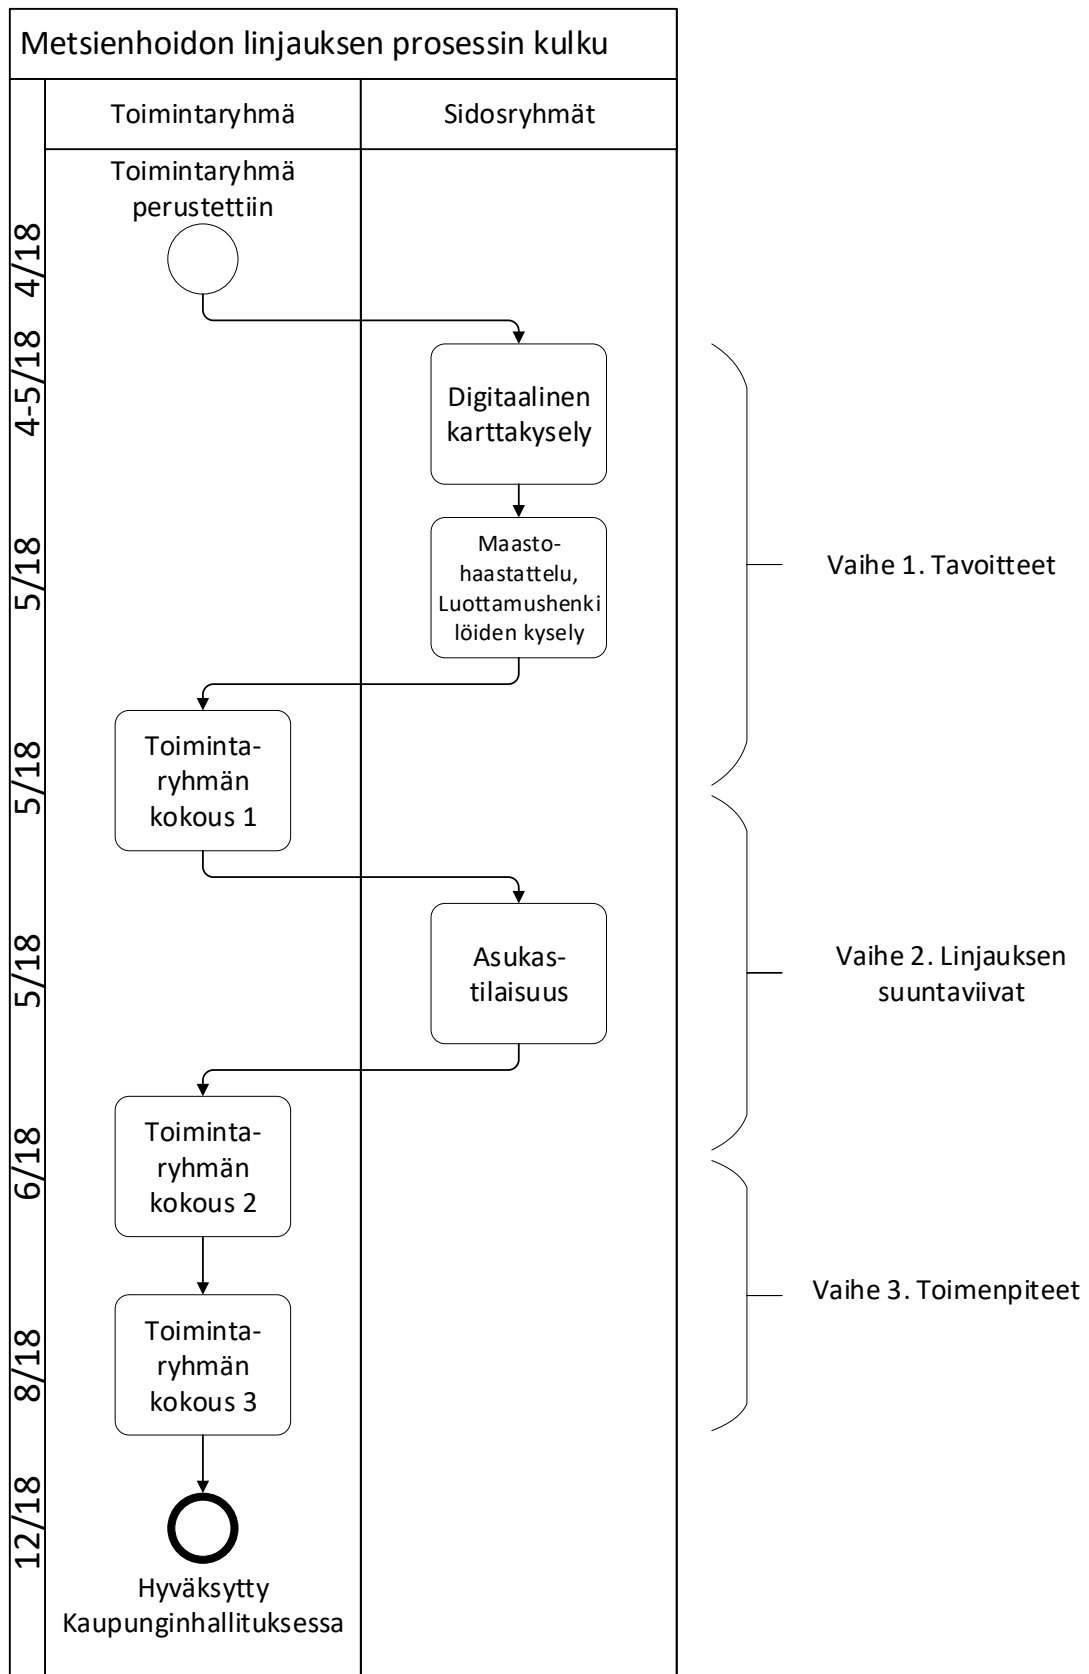 Metsienhoidon linjauksen prosessin kulku
Toimintaryhmä
Sidosryhmät
Toimintaryhmä
perustettiin
4/18
4-5/18
Digitaalinen
karttakysely
5/18
Maasto-
haastattelu,
Luottamushenki
löiden kysely
Vaihe 1. Tavoitteet
5/18
Toiminta-
ryhmän
kokous 1
5/18
Asukas-
tilaisuus
Vaihe 2. Linjauksen
suuntaviivat
6/18
Toiminta-
ryhmän
kokous 2
Vaihe 3. Toimenpiteet
8/18
Toiminta-
ryhmän
kokous 3
12/18
Hyväksytty
Kaupunginhallituksessa